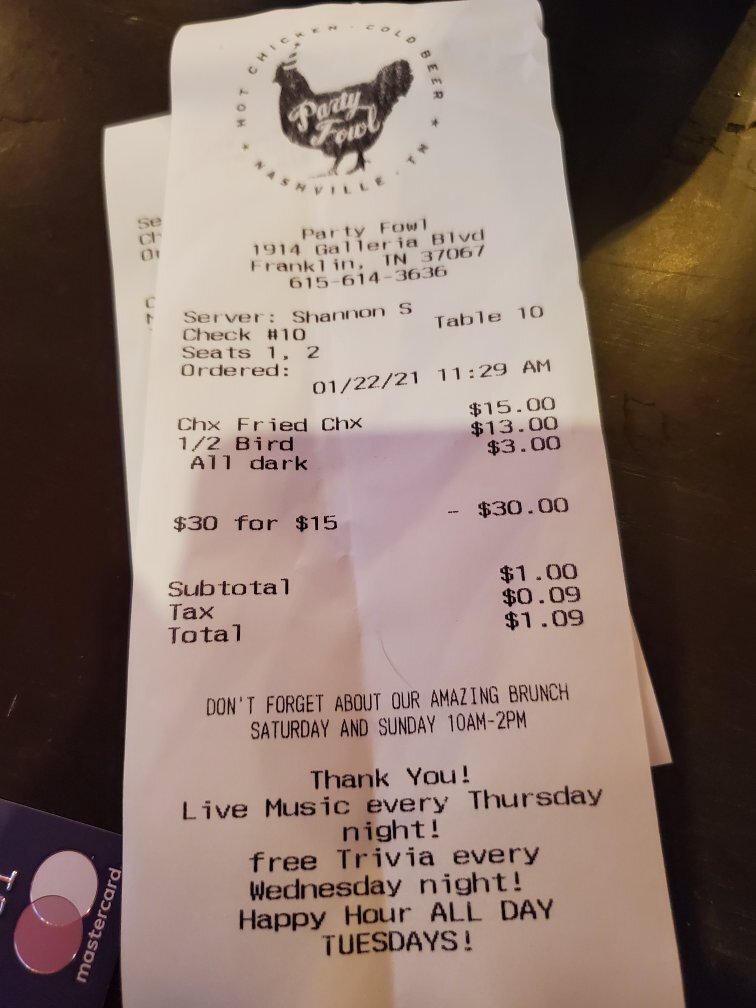 HOT CHICKEN · COLD BEER
Party
Fowl
★ NASHVILLE · TN ★
Party Fowl
1914 Galleria Blvd
Franklin, TN 37067
615-614-3636
Server: Shannon S Table 10
Check #10
Seats 1, 2
Ordered: 01/22/21 11:29 AM
Chx Fried Chx $15.00
1/2 Bird $13.00
All dark $3.00
$30 for $15 - $30.00
Subtotal $1.00
Tax $0.09
Total $1.09
DON'T FORGET ABOUT OUR AMAZING BRUNCH
SATURDAY AND SUNDAY 10AM-2PM
Thank You!
Live Music every Thursday
night!
free Trivia every
Wednesday night!
Happy Hour ALL DAY
TUESDAYS!
Se
Ch
mastercard